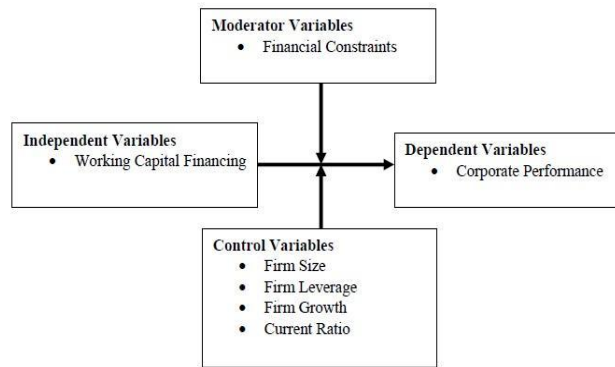 Moderator Variables
• Financial Constraints
Independent Variables
• Working Capital Financing
Dependent Variables
• Corporate Performance
Control Variables
• Firm Size
• Firm Leverage
• Firm Growth
• Current Ratio